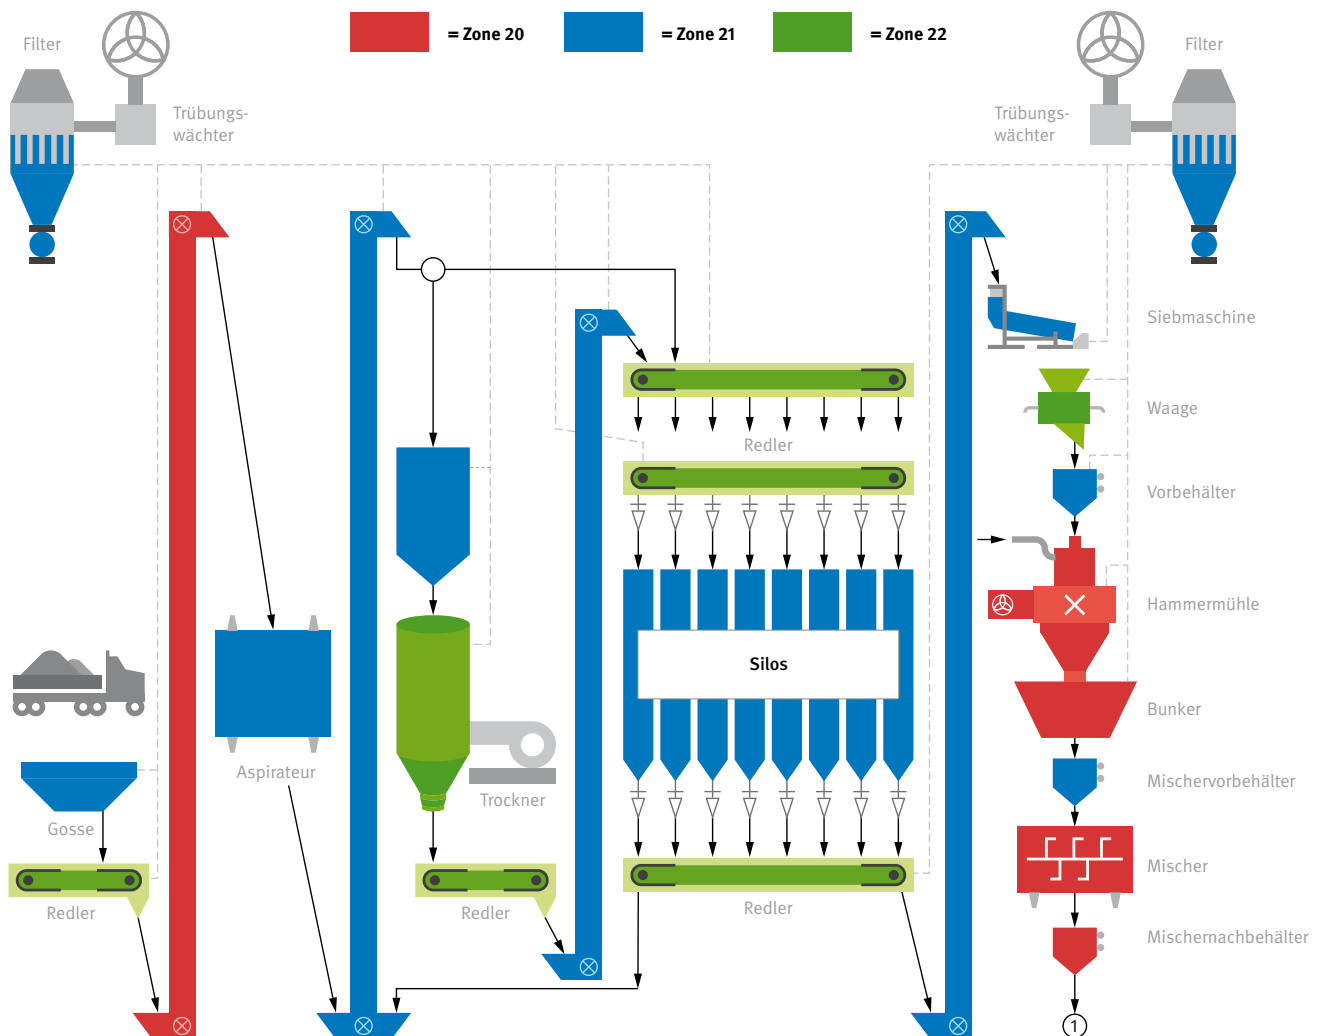 Filter
= Zone 20
= Zone 21
= Zone 22
Filter
Trübungs-
wächter
Trübungs-
wächter
Siebmaschine
Waage
Redler
Vorbehälter
Hammermühle
Silos
Bunker
Aspirateur
Mischervorbehälter
Trockner
Gosse
Mischer
Redler
Redler
Redler
Mischernachbehälter
1